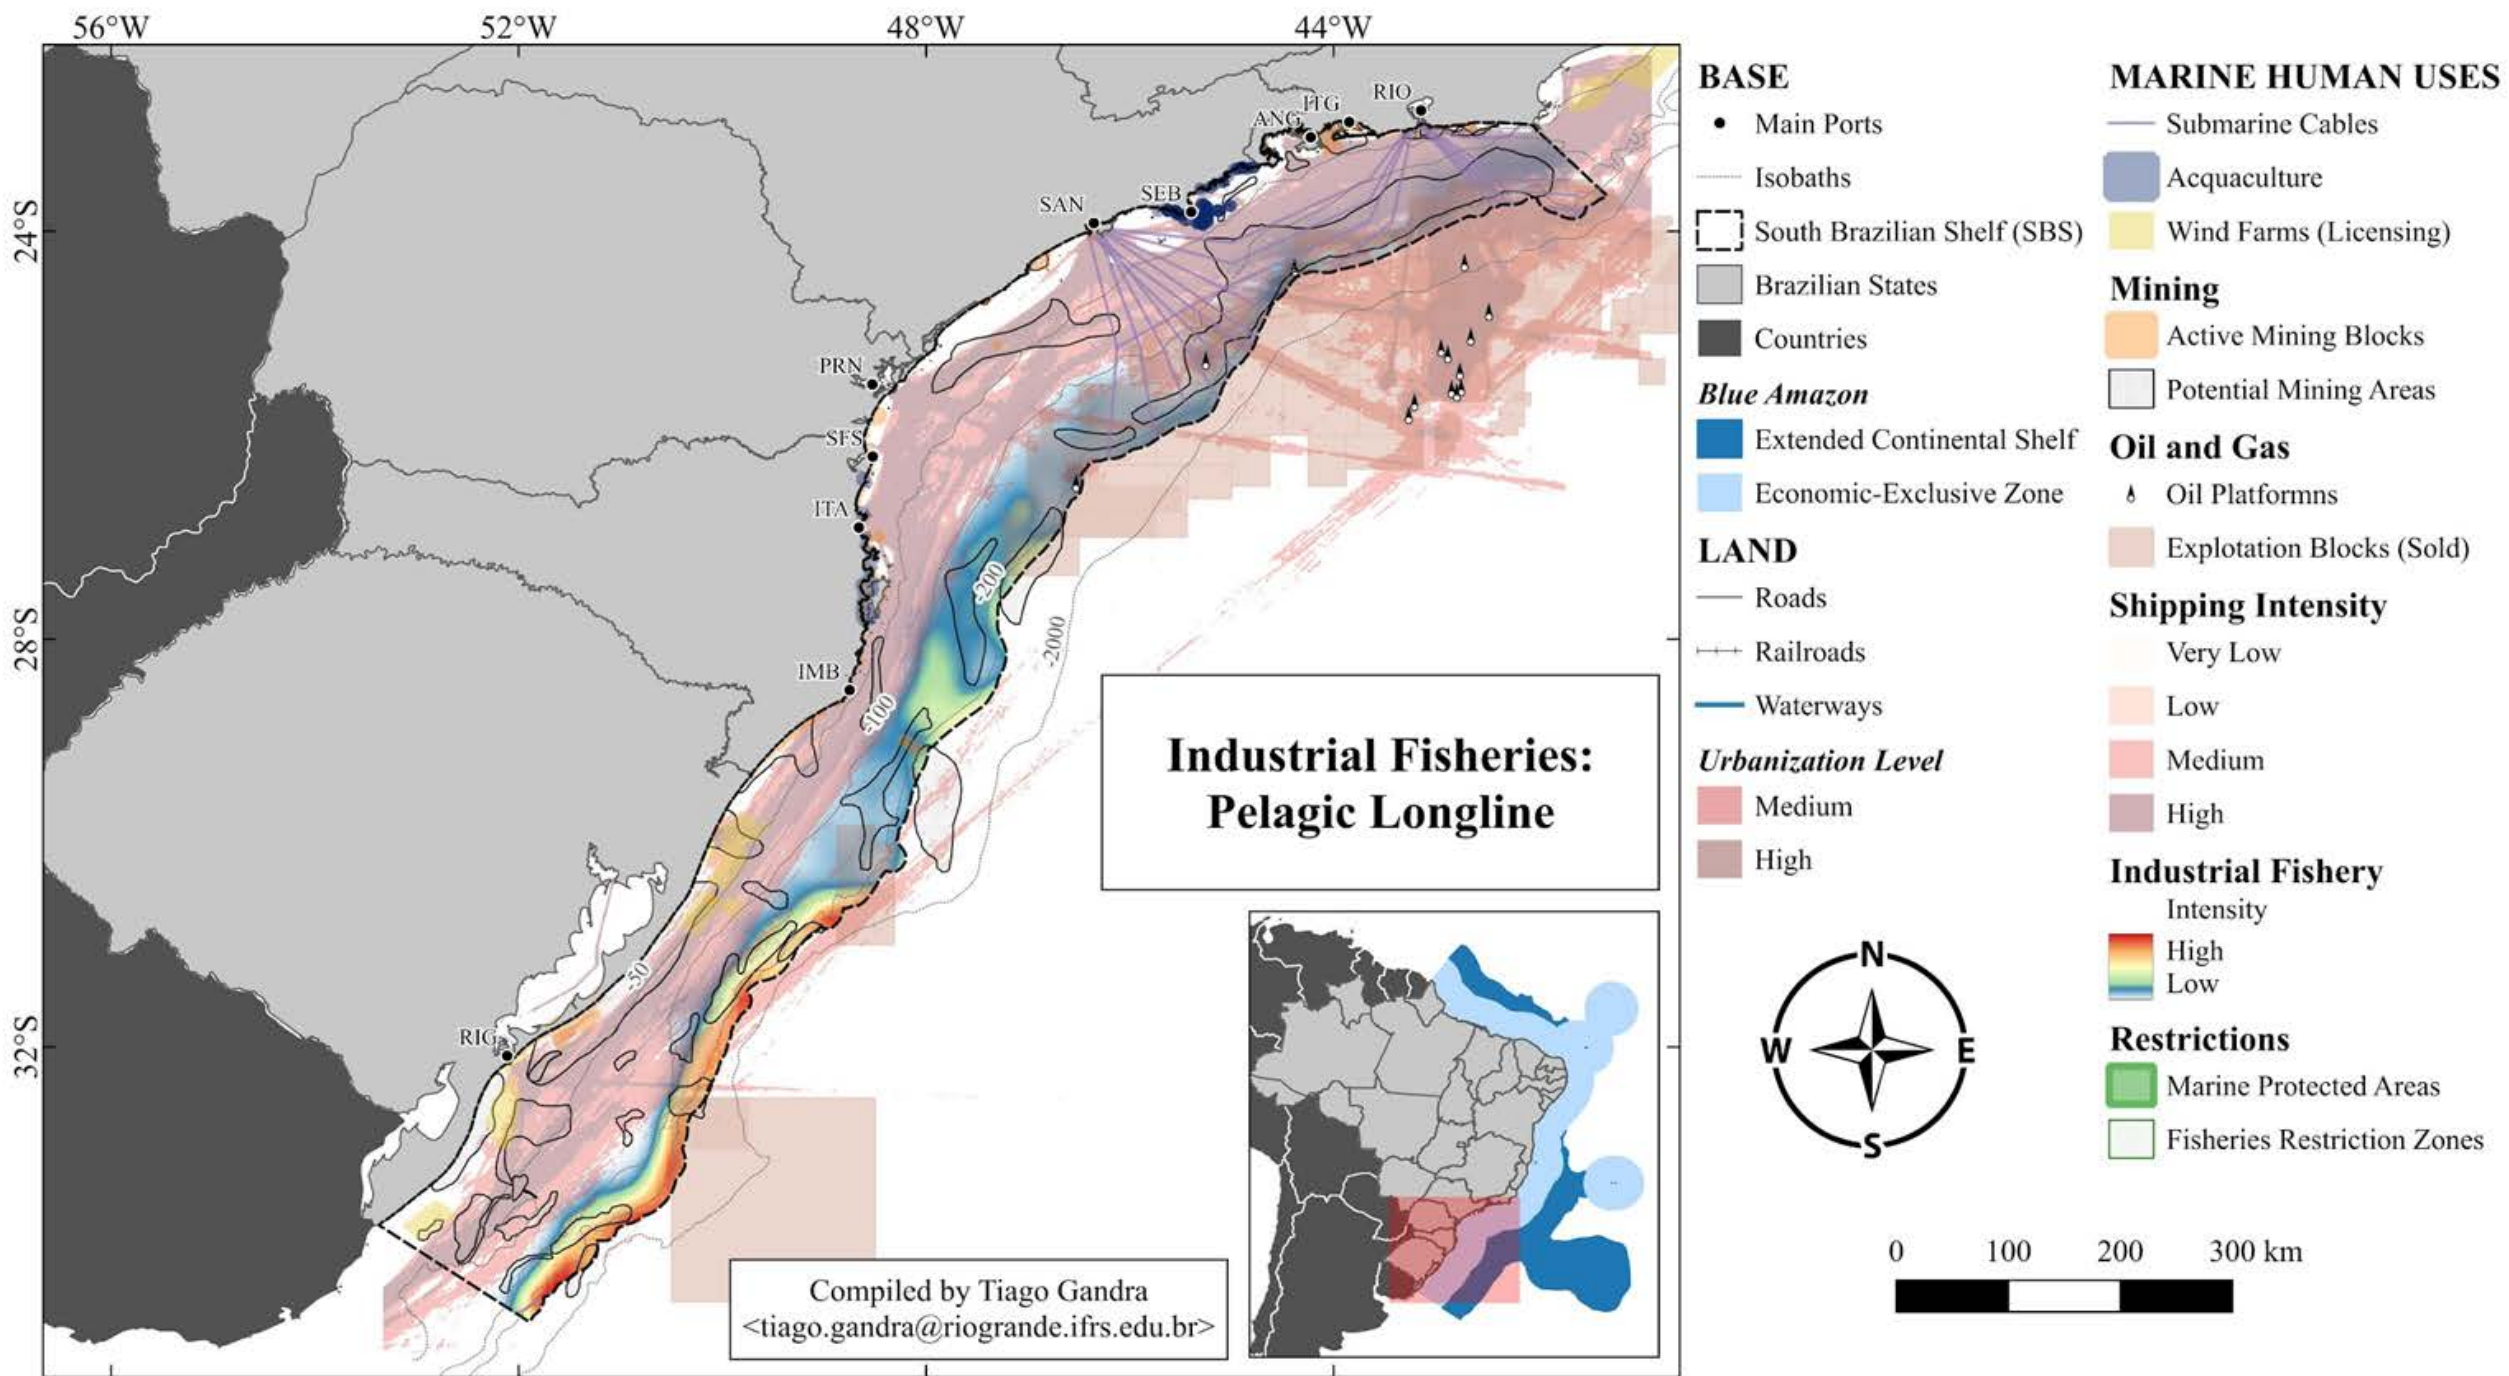 56°W 52°W 48°W 44°W
24°S
28°S
32°S
RIO
ITG
ANG
SEB
SAN
PRN
SFS
ITA
IMB
RIG
-200
-2000
-100
-50
Industrial Fisheries:
Pelagic Longline
Compiled by Tiago Gandra
<tiago.gandra@riogrande.ifrs.edu.br>
BASE
Main Ports
Isobaths
South Brazilian Shelf (SBS)
Brazilian States
Countries
Blue Amazon
Extended Continental Shelf
Economic-Exclusive Zone
LAND
Roads
Railroads
Waterways
Urbanization Level
Medium
High
MARINE HUMAN USES
Submarine Cables
Acquaculture
Wind Farms (Licensing)
Mining
Active Mining Blocks
Potential Mining Areas
Oil and Gas
Oil Platformns
Explotation Blocks (Sold)
Shipping Intensity
Very Low
Low
Medium
High
Industrial Fishery
Intensity
High
Low
Restrictions
Marine Protected Areas
Fisheries Restriction Zones
N
W E
S
0 100 200 300 km